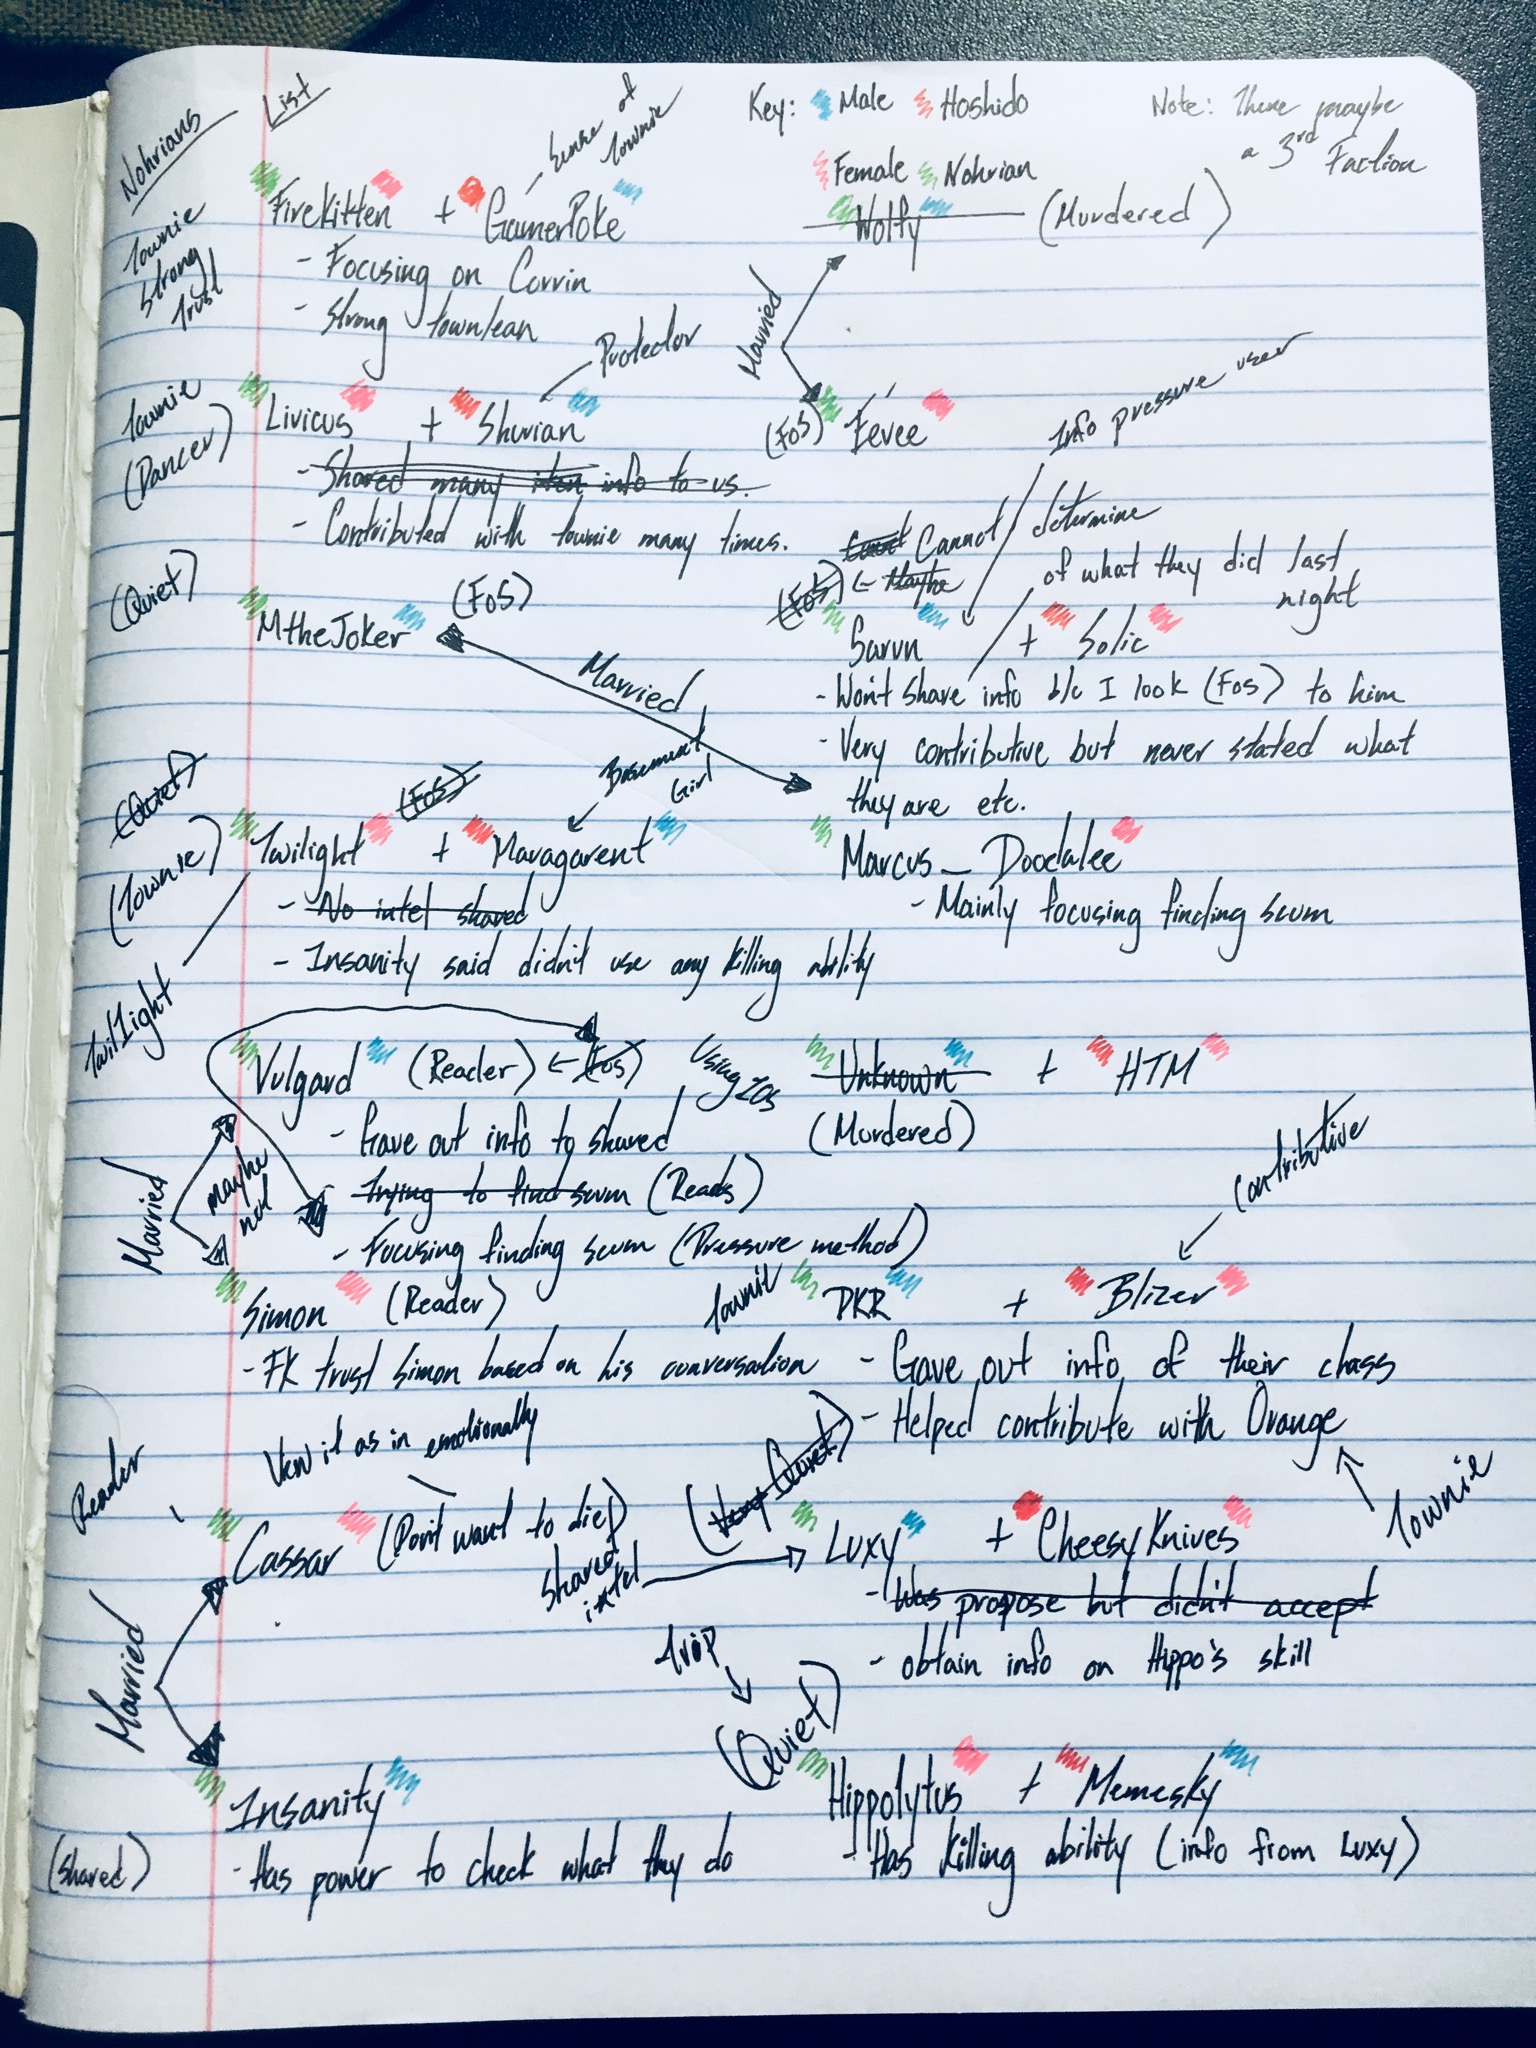 Nohrians List
Key: Male Hoshido
Female Nohrian
Note: There maybe
a 3rd Faction
Townie
Strong
Trust
Sense of
Townie
FireKitten + GamerPoke
- Focusing on Corrin
- Strong townlean
Wolfy (Murdered)
Married
(FoS) Eevee
Townie
(Dancer)
Protector
Livicus + Shurian
- Shared many info to us.
- Contributed with townie many times.
Info pressure user
(Quiet)
MtheJoker (FoS)
Married
Cannot determine
(FoS) ← Maybe
of what they did last
night
Sarvn + Solic
- Won't share info b/c I look (FoS) to him
- Very contributive but never stated what
they are etc.
(Quiet)
(Townie)
(FoS)
Basement
Girl
Twilight + Maragarent
- No intel shared
- Insanity said didn't use any killing ability
TwilIght
Marcus_Doodalee
- Mainly focusing finding scum
Vulgard (Reader) ← (FoS)
- Gave out info to shared
- Trying to find scum (Reads)
- Focusing finding scum (Pressure method)
Married
maybe
not
Using IOs
Unknown + HTM
(Murdered)
Simon (Reader)
- FK trust Simon based on his conversation
contributive
DKR + Blizer
- Gave out info of their class
- Helped contribute with Orange
Townie
Reader
View it as in emotionally
Cassar (Don't want to die)
Married
Shared
intel
Quiet
Luxy + CheesyKnives
- Was propose but didn't accept
- obtain info on Hippo's skill
Insanity
(shared)
- Has power to check what they do
(Quiet)
Hippolytus + Memesky
- Has killing ability (info from Luxy)